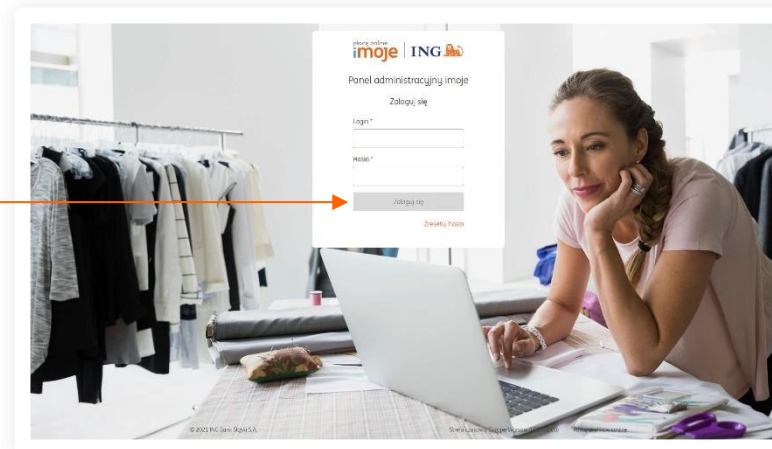 płacę online
imoje | ING
Panel administracyjny imoje
Zaloguj się
Login *
Hasło *
Zaloguj się
Zresetuj hasło
© 2021 ING Bank Śląski S.A.